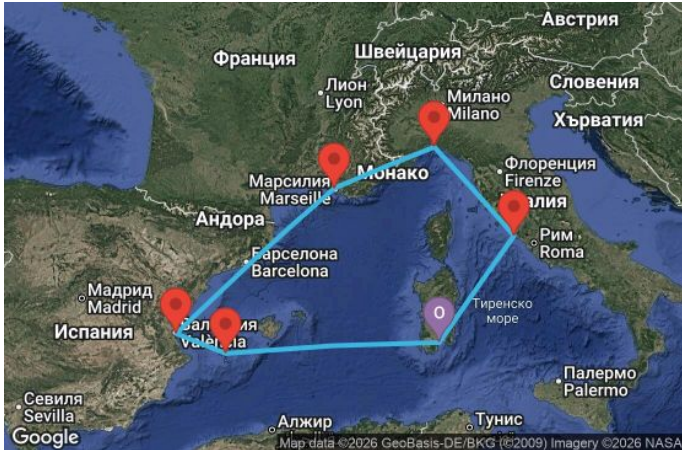 Австрия
Франция
Швейцария
Лион
Lyon
Милано
Milano
Словения
Хърватия
Марсилия
Marseille
Монако
Флоренция
Firenze
Андора
Барселона
Barcelona
Рим
Roma
Мадрид
Madrid
Испания
València
O
Тиренско
море
Палермо
Palermo
Севиля
Sevilla
Алжир
Тунис
Google
Map data ©2026 GeoBasis-DE/BKG (©2009) Imagery ©2026 NASA